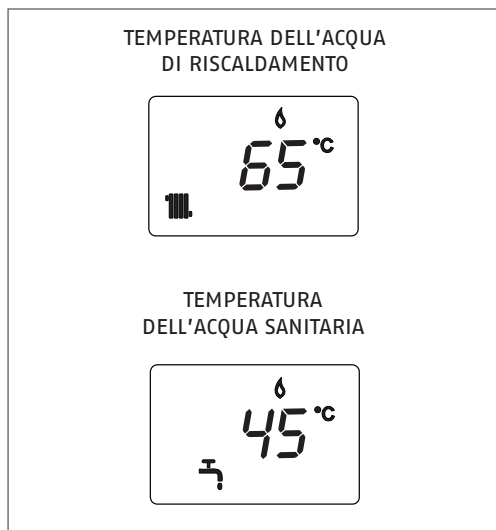 TEMPERATURA DELL'ACQUA
DI RISCALDAMENTO
65 °C
TEMPERATURA
DELL'ACQUA SANITARIA
45 °C